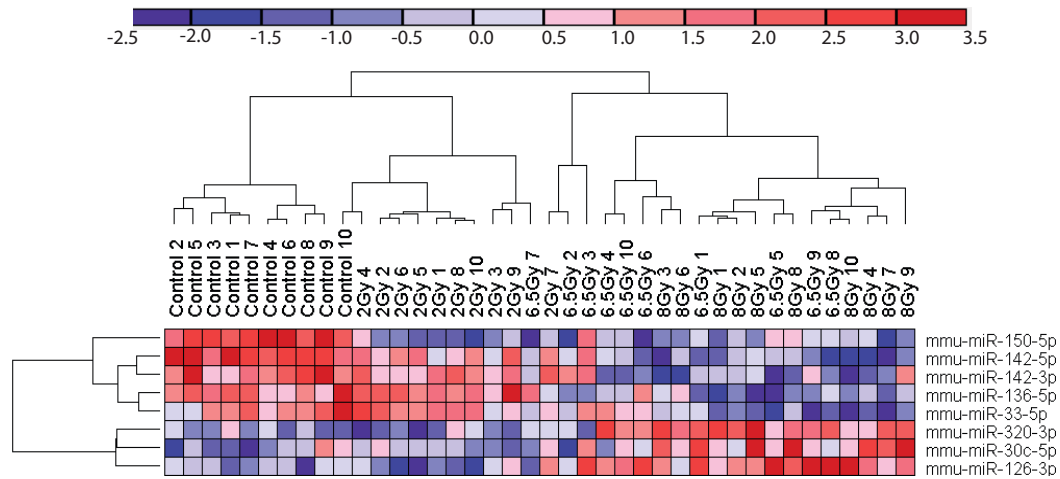 -2.5 -2.0 -1.5 -1.0 -0.5 0.0 0.5 1.0 1.5 2.0 2.5 3.0 3.5
Control 2
Control 5
Control 3
Control 1
Control 7
Control 4
Control 6
Control 8
Control 9
Control 10
2Gy 4
2Gy 2
2Gy 6
2Gy 5
2Gy 1
2Gy 8
2Gy 10
2Gy 3
2Gy 9
6.5Gy 7
2Gy 7
6.5Gy 2
6.5Gy 3
6.5Gy 4
6.5Gy 10
6.5Gy 6
8Gy 3
8Gy 6
6.5Gy 1
8Gy 1
8Gy 2
8Gy 5
6.5Gy 5
8Gy 8
6.5Gy 9
6.5Gy 8
8Gy 10
8Gy 4
8Gy 7
8Gy 9
mmu-miR-150-5p
mmu-miR-142-5p
mmu-miR-142-3p
mmu-miR-136-5p
mmu-miR-33-5p
mmu-miR-320-3p
mmu-miR-30c-5p
mmu-miR-126-3p